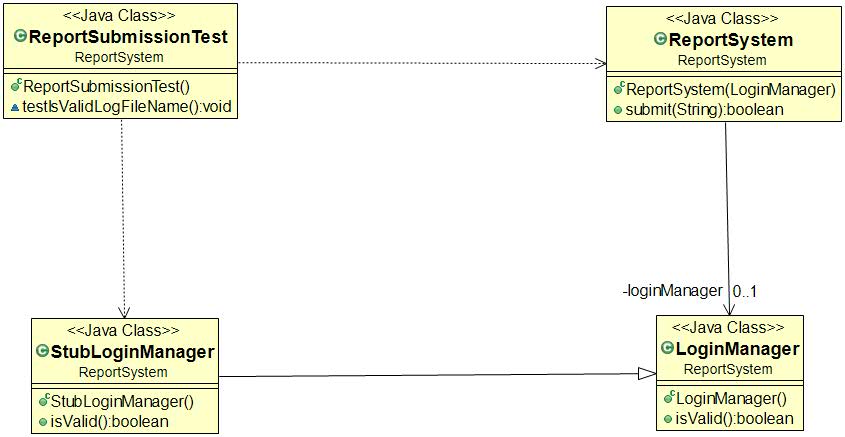 <<Java Class>>
ReportSubmissionTest
ReportSystem
ReportSubmissionTest()
testIsValidLogFileName():void
<<Java Class>>
ReportSystem
ReportSystem
ReportSystem(LoginManager)
submit(String):boolean
-loginManager 0..1
<<Java Class>>
StubLoginManager
ReportSystem
StubLoginManager()
isValid():boolean
<<Java Class>>
LoginManager
ReportSystem
LoginManager()
isValid():boolean